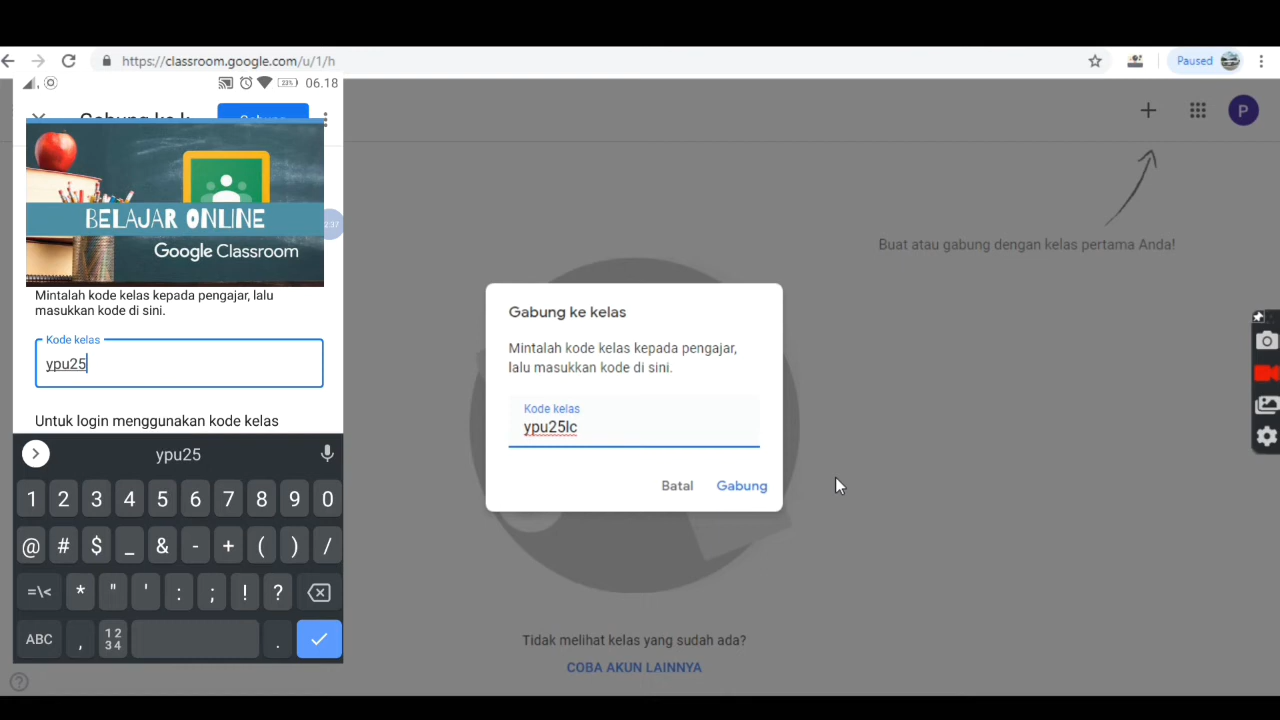 https://classroom.google.com/u/1/h
Paused
23%
06.18
BELAJAR ONLINE
Google Classroom
Mintalah kode kelas kepada pengajar, lalu
masukkan kode di sini.
Kode kelas
ypu25
Untuk login menggunakan kode kelas
ypu25
1 2 3 4 5 6 7 8 9 0
@ # $ _ & - + ( ) /
=\< * " ' : ; ! ?
ABC , 12 34 .
P
Buat atau gabung dengan kelas pertama Anda!
Gabung ke kelas
Mintalah kode kelas kepada pengajar,
lalu masukkan kode di sini.
Kode kelas
ypu25lc
Batal Gabung
Tidak melihat kelas yang sudah ada?
COBA AKUN LAINNYA